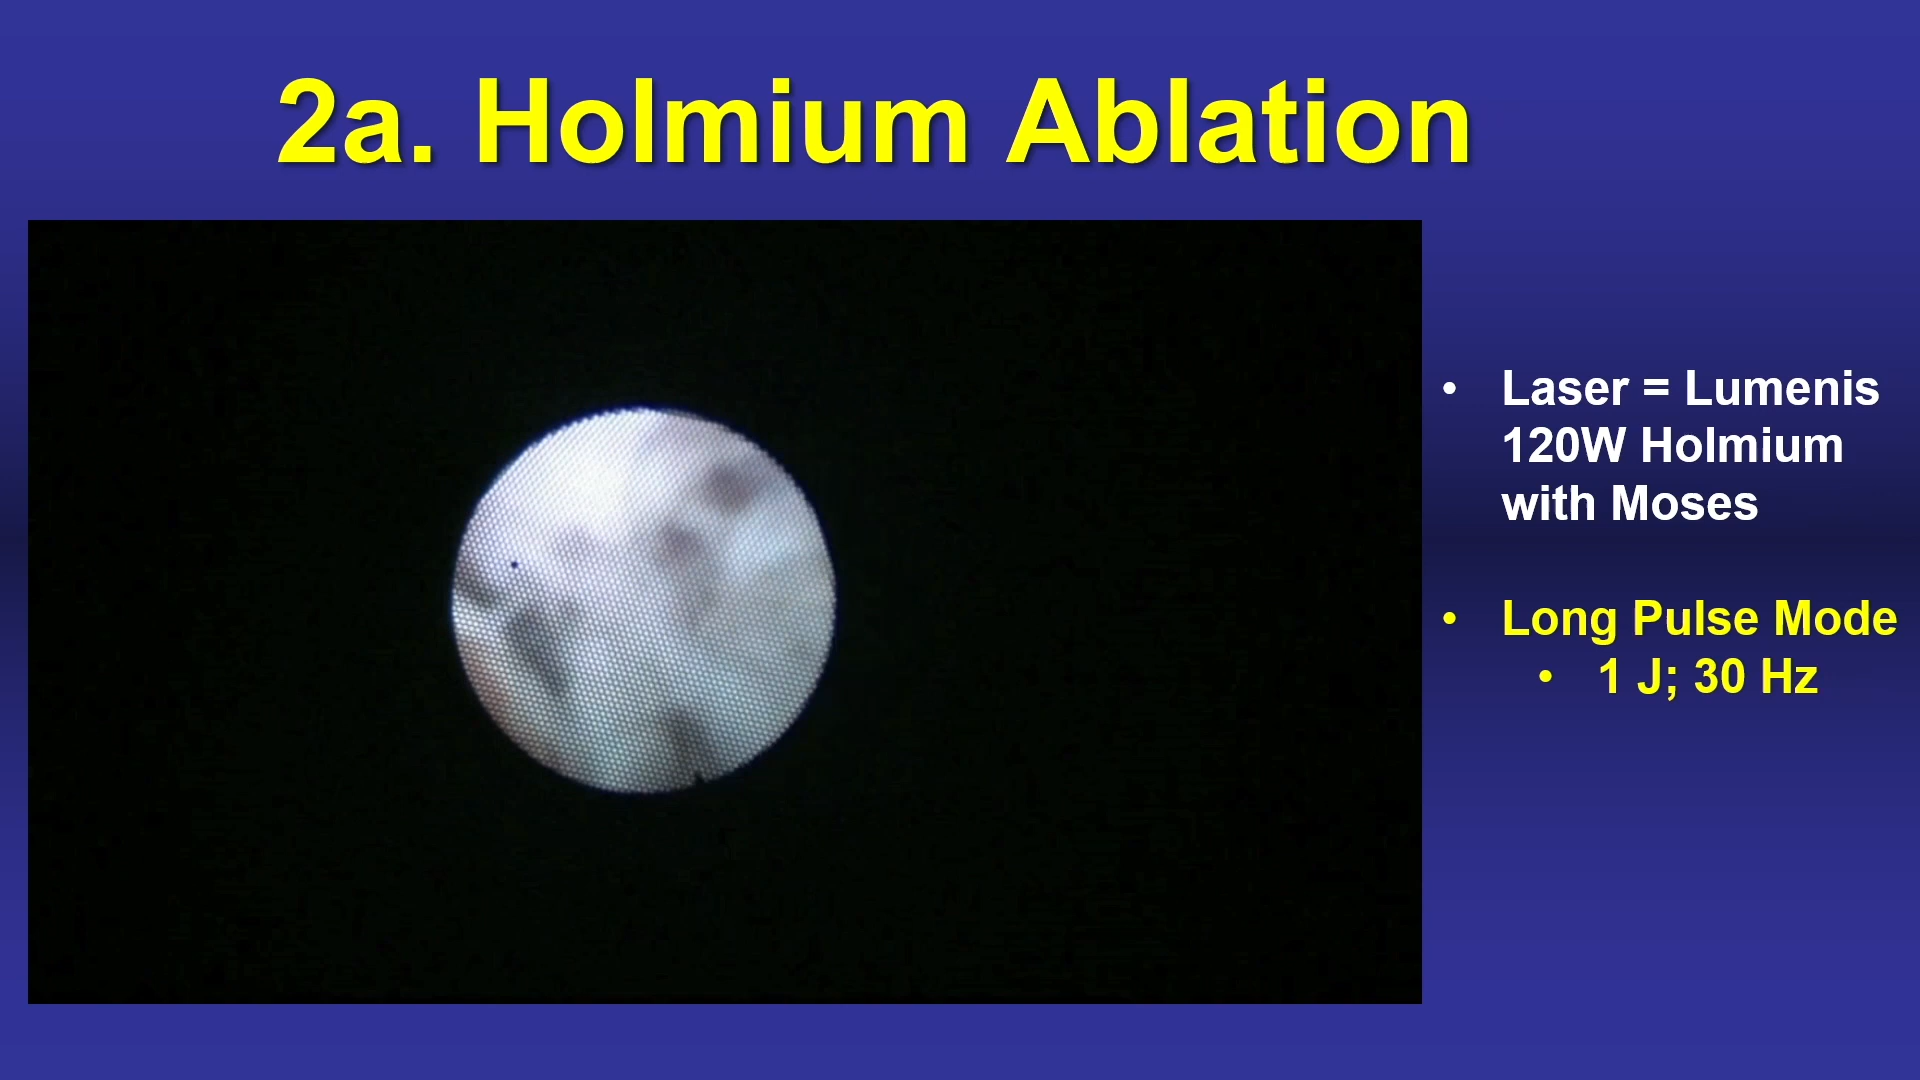 2a. Holmium Ablation
• Laser = Lumenis
120W Holmium
with Moses
• Long Pulse Mode
• 1 J; 30 Hz